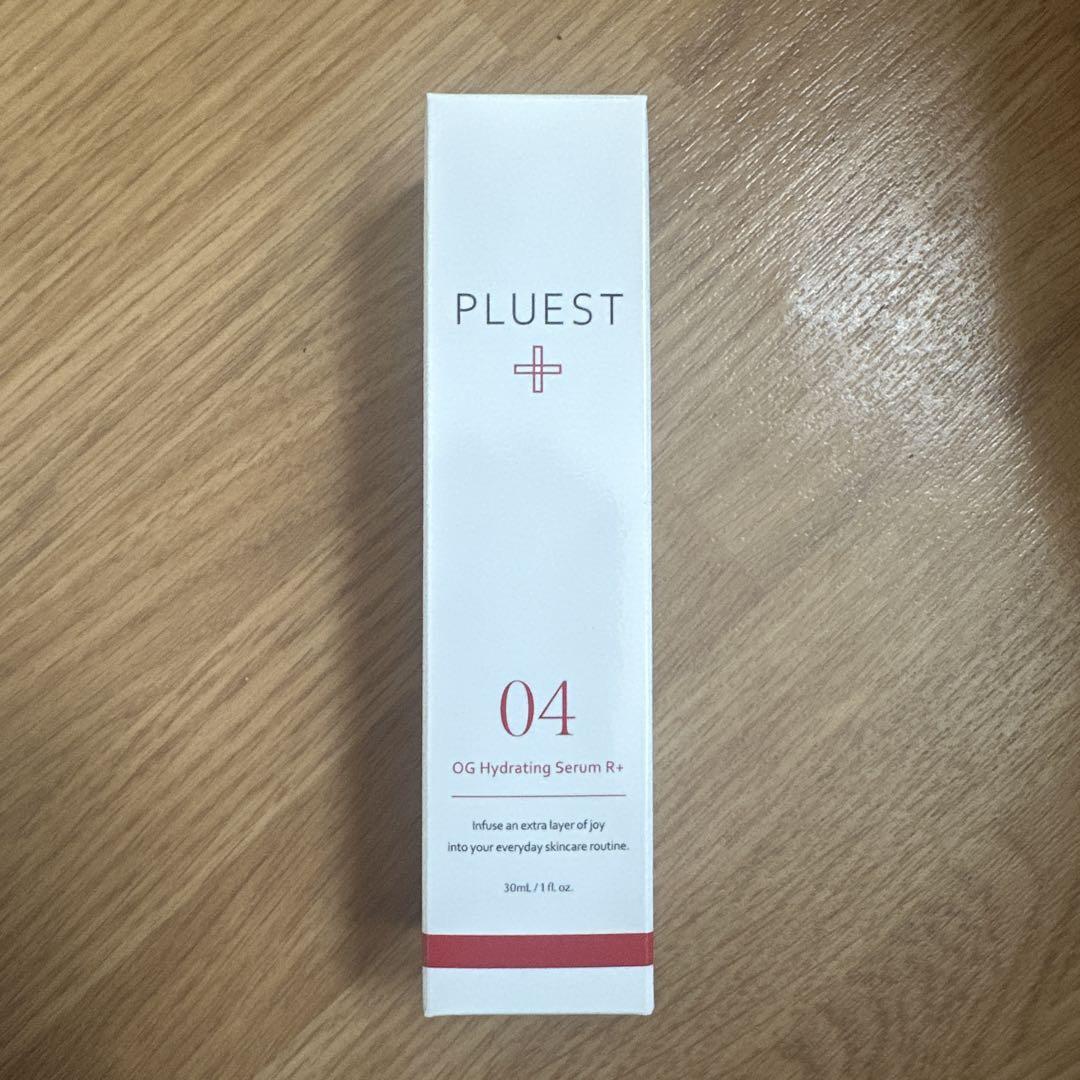 PLUEST
04
OG Hydrating Serum R+
Infuse an extra layer of joy
into your everyday skincare routine.
30mL / 1 fl. oz.